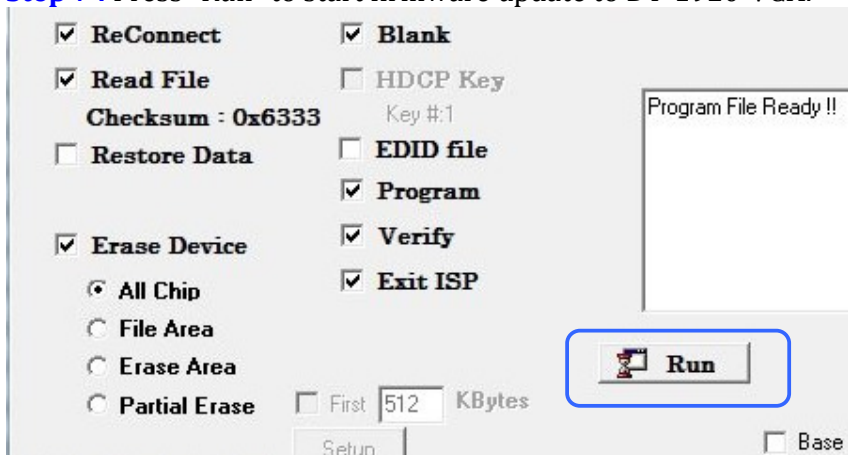 ReConnect
Blank
Read File
HDCP Key
Checksum : 0x6333
Key #:1
Program File Ready !!
Restore Data
EDID file
Program
Erase Device
Verify
All Chip
Exit ISP
File Area
Erase Area
Run
Partial Erase
First 512 KBytes
Setup
Base